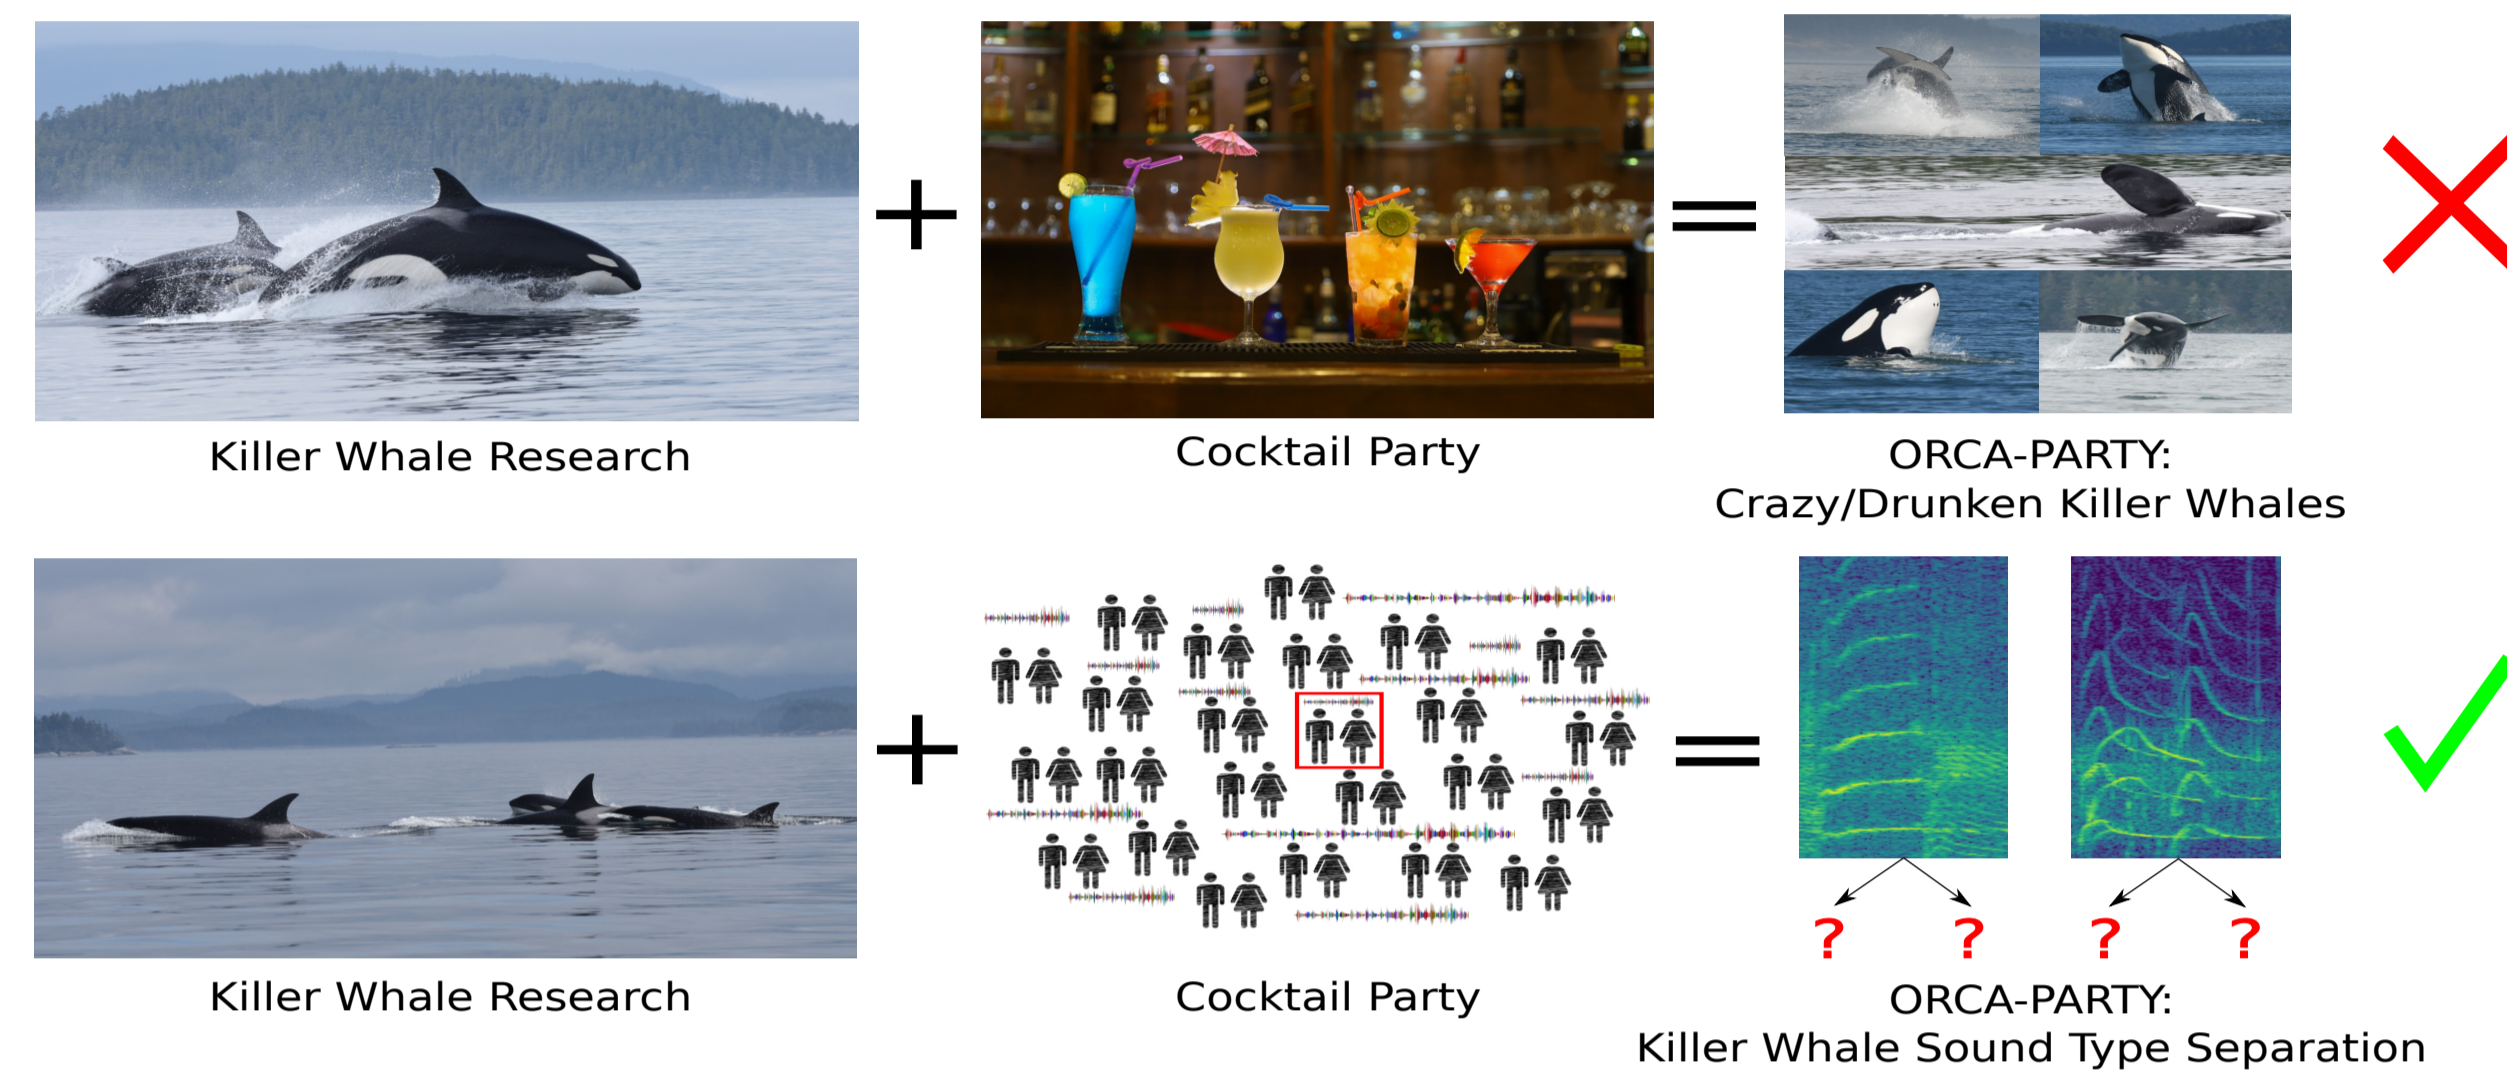 Killer Whale Research
+
Cocktail Party
=
ORCA-PARTY:
Crazy/Drunken Killer Whales
Killer Whale Research
+
Cocktail Party
=
? ? ? ?
ORCA-PARTY:
Killer Whale Sound Type Separation